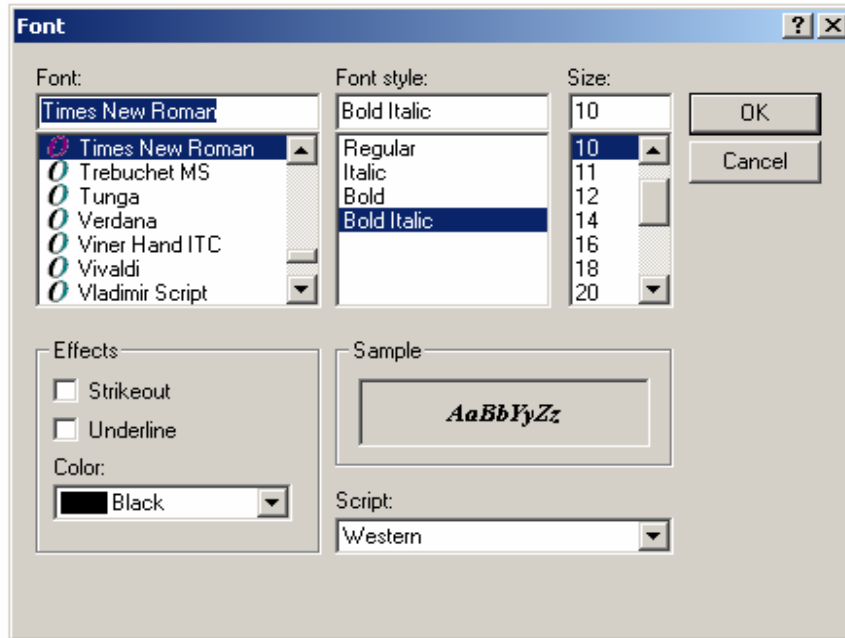 Font
Font:
Times New Roman
Times New Roman
Trebuchet MS
Tunga
Verdana
Viner Hand ITC
Vivaldi
Vladimir Script
Font style:
Bold Italic
Regular
Italic
Bold
Bold Italic
Size:
10
10
11
12
14
16
18
20
OK
Cancel
Effects
Strikeout
Underline
Color:
Black
Sample
AaBbYyZz
Script:
Western